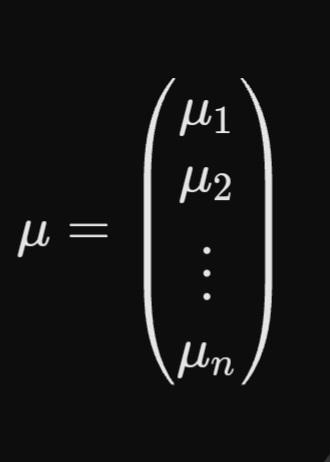 μ = (μ₁
μ₂
⋮
μₙ)